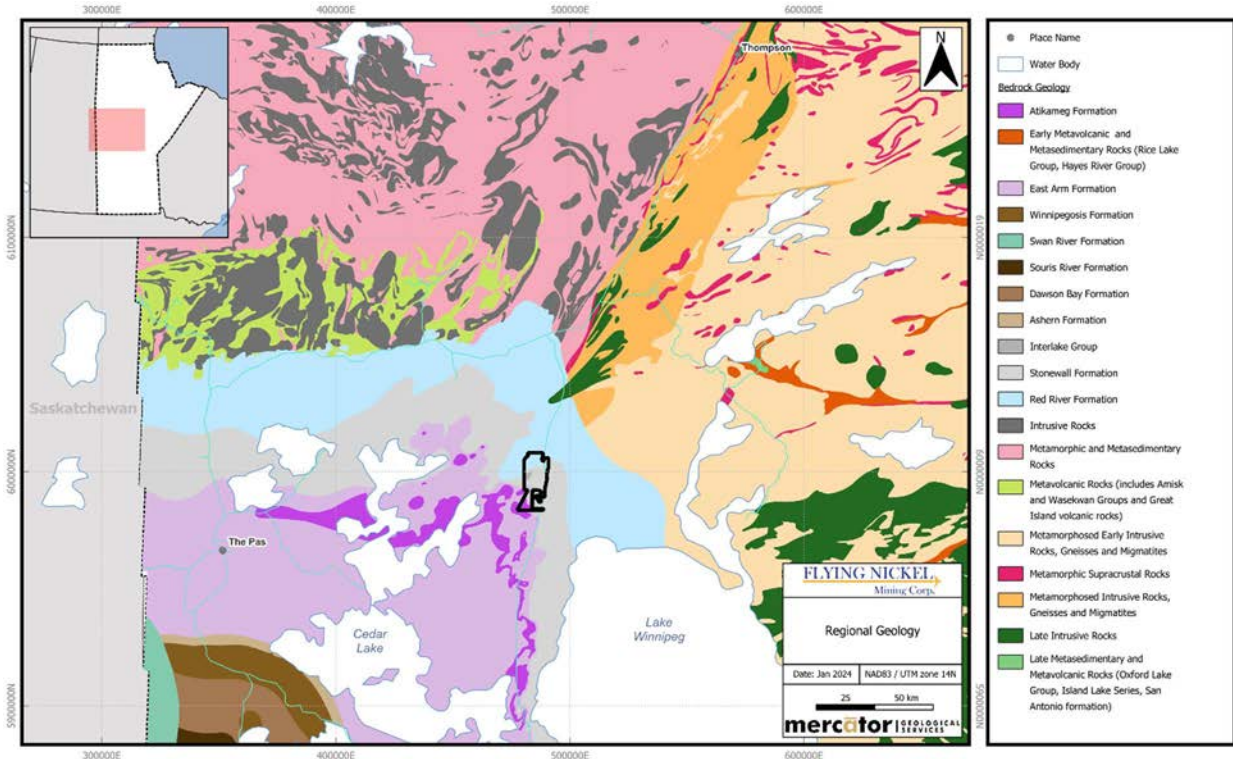 300000E
400000E
500000E
600000E
6100000N
6000000N
5900000N
6100000N
6000000N
5900000N
Thompson
N
Saskatchewan
The Pas
Cedar
Lake
Lake
Winnipeg
FLYING NICKEL
Mining Corp.
Regional Geology
Date: Jan 2024
NAD83 / UTM zone 14N
25
50 km
mercator
GEOLOGICAL
SERVICES
300000E
400000E
500000E
600000E
Place Name
Water Body
Bedrock Geology
Atikameg Formation
Early Metavolcanic and
Metasedimentary Rocks (Rice Lake
Group, Hayes River Group)
East Arm Formation
Winnipegosis Formation
Swan River Formation
Souris River Formation
Dawson Bay Formation
Ashern Formation
Interlake Group
Stonewall Formation
Red River Formation
Intrusive Rocks
Metamorphic and Metasedimentary
Rocks
Metavolcanic Rocks (includes Amisk
and Wasekwan Groups and Great
Island volcanic rocks)
Metamorphosed Early Intrusive
Rocks, Gneisses and Migmatites
Metamorphic Supracrustal Rocks
Metamorphosed Intrusive Rocks,
Gneisses and Migmatites
Late Intrusive Rocks
Late Metasedimentary and
Metavolcanic Rocks (Oxford Lake
Group, Island Lake Series, San
Antonio formation)